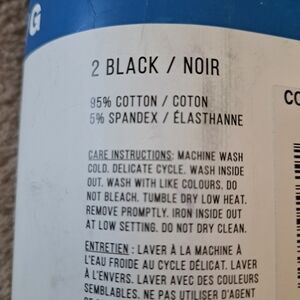 G
2 BLACK / NOIR
95% COTTON / COTON
5% SPANDEX / ÉLASTHANNE
CARE INSTRUCTIONS: MACHINE WASH
COLD. DELICATE CYCLE. WASH INSIDE
OUT. WASH WITH LIKE COLOURS. DO
NOT BLEACH. TUMBLE DRY LOW HEAT.
REMOVE PROMPTLY. IRON INSIDE OUT
AT LOW SETTING. DO NOT DRY CLEAN.
ENTRETIEN : LAVER À LA MACHINE À
L'EAU FROIDE AU CYCLE DÉLICAT. LAVER
À L'ENVERS. LAVER AVEC DES COULEURS
SEMBLABLES. NE PAS UTILISER D'AGENT
CO